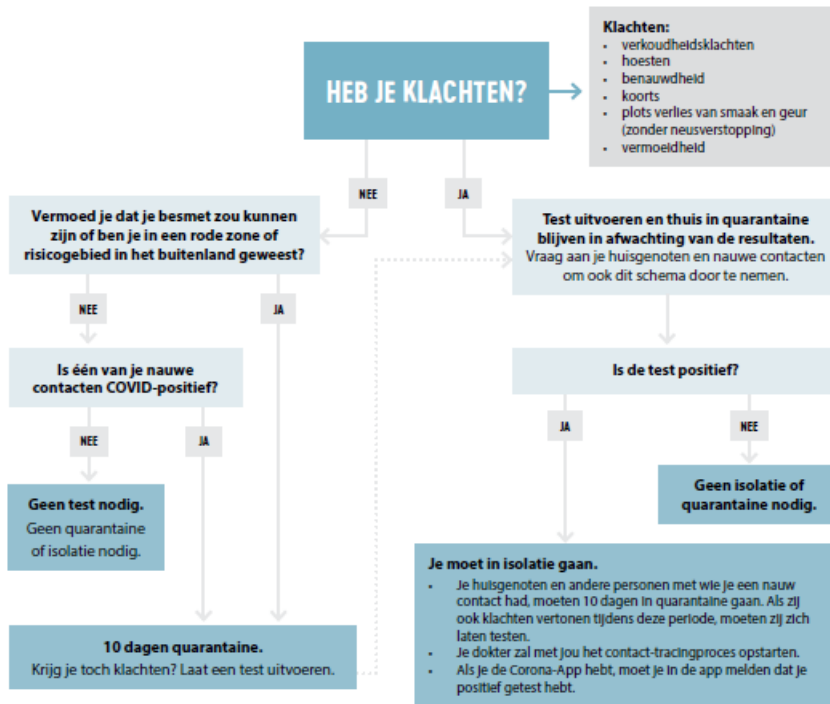 HEB JE KLACHTEN?
Klachten:
• verkoudheidsklachten
• hoesten
• benauwdheid
• koorts
• plots verlies van smaak en geur
(zonder neusverstopping)
• vermoeidheid
NEE
JA
Vermoed je dat je besmet zou kunnen
zijn of ben je in een rode zone of
risicogebied in het buitenland geweest?
Test uitvoeren en thuis in quarantaine
blijven in afwachting van de resultaten.
Vraag aan je huisgenoten en nauwe contacten
om ook dit schema door te nemen.
NEE
JA
Is één van je nauwe
contacten COVID-positief?
Is de test positief?
NEE
JA
JA
NEE
Geen test nodig.
Geen quarantaine
of isolatie nodig.
Geen isolatie of
quarantaine nodig.
Je moet in isolatie gaan.
• Je huisgenoten en andere personen met wie je een nauw
contact had, moeten 10 dagen in quarantaine gaan. Als zij
ook klachten vertonen tijdens deze periode, moeten zij zich
laten testen.
• Je dokter zal met jou het contact-tracingproces opstarten.
• Als je de Corona-App hebt, moet je in de app melden dat je
positief getest hebt.
10 dagen quarantaine.
Krijg je toch klachten? Laat een test uitvoeren.